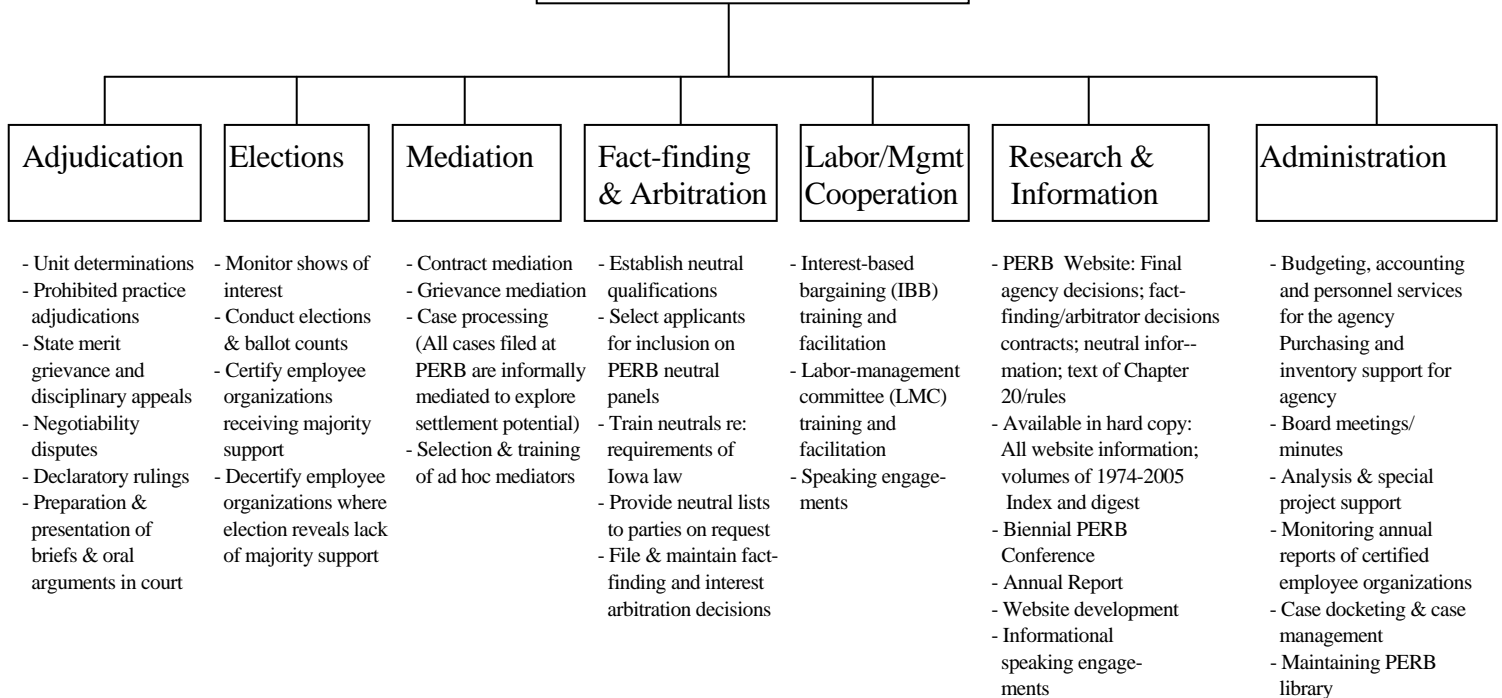 Adjudication
- Unit determinations
- Prohibited practice
adjudications
- State merit
grievance and
disciplinary appeals
- Negotiability
disputes
- Declaratory rulings
- Preparation &
presentation of
briefs & oral
arguments in court
Elections
- Monitor shows of
interest
- Conduct elections
& ballot counts
- Certify employee
organizations
receiving majority
support
- Decertify employee
organizations where
election reveals lack
of majority support
Mediation
- Contract mediation
- Grievance mediation
- Case processing
(All cases filed at
PERB are informally
mediated to explore
settlement potential)
- Selection & training
of ad hoc mediators
Fact-finding
& Arbitration
- Establish neutral
qualifications
- Select applicants
for inclusion on
PERB neutral
panels
- Train neutrals re:
requirements of
Iowa law
- Provide neutral lists
to parties on request
- File & maintain fact-
finding and interest
arbitration decisions
Labor/Mgmt
Cooperation
- Interest-based
bargaining (IBB)
training and
facilitation
- Labor-management
committee (LMC)
training and
facilitation
- Speaking engage-
ments
Research &
Information
- PERB Website: Final
agency decisions; fact-
finding/arbitrator decisions
contracts; neutral infor--
mation; text of Chapter
20/rules
- Available in hard copy:
All website information;
volumes of 1974-2005
Index and digest
- Biennial PERB
Conference
- Annual Report
- Website development
- Informational
speaking engage-
ments
Administration
- Budgeting, accounting
and personnel services
for the agency
Purchasing and
inventory support for
agency
- Board meetings/
minutes
- Analysis & special
project support
- Monitoring annual
reports of certified
employee organizations
- Case docketing & case
management
- Maintaining PERB
library